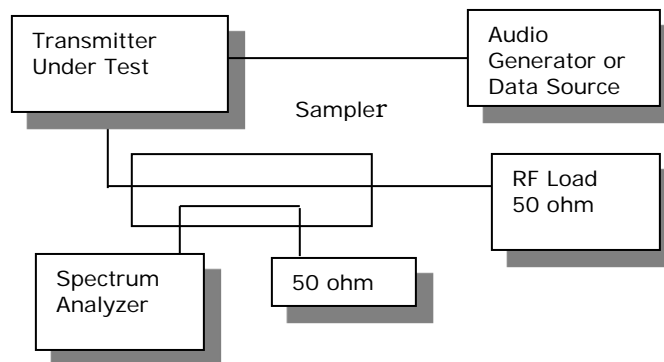 Transmitter
Under Test
Audio
Generator or
Data Source
Sampler
RF Load
50 ohm
Spectrum
Analyzer
50 ohm